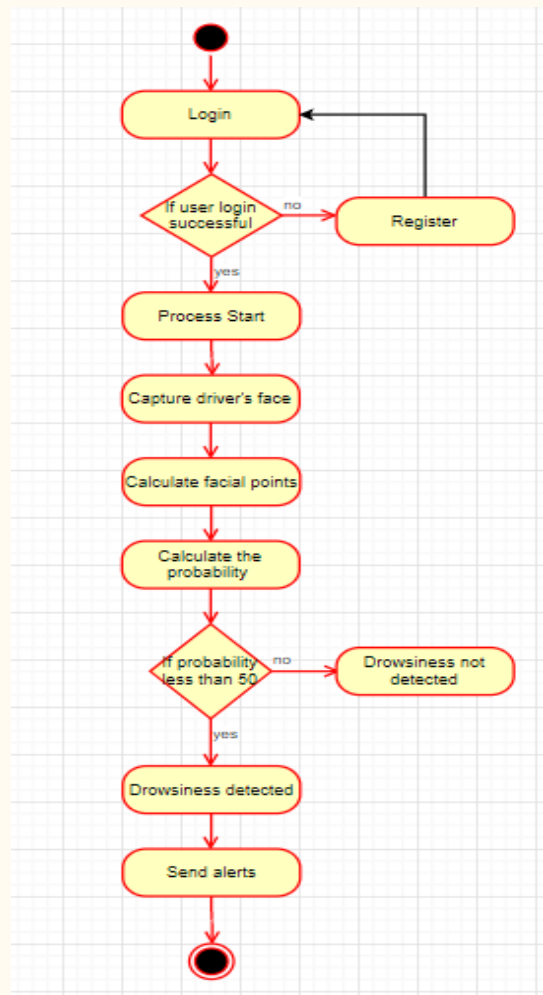 Login
If user login
successful
no
Register
yes
Process Start
Capture driver's face
Calculate facial points
Calculate the
probability
If probability
less than 50
no
Drowsiness not
detected
yes
Drowsiness detected
Send alerts